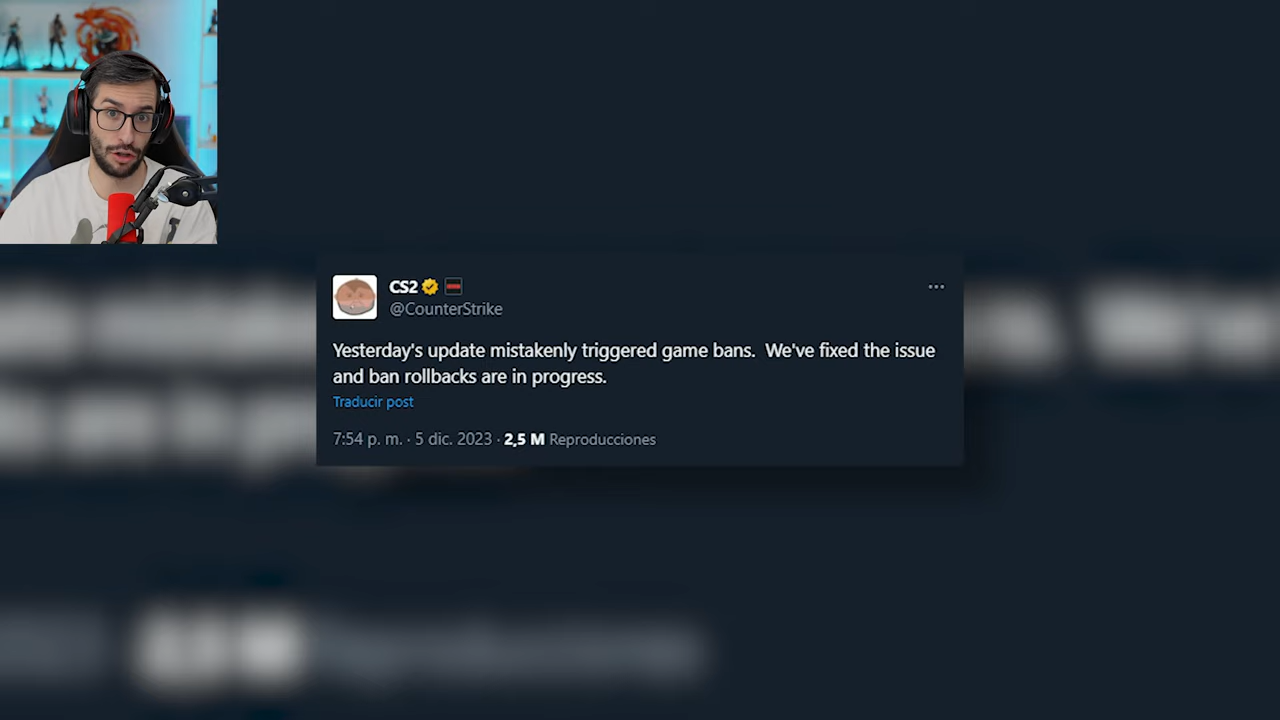 CS2
@CounterStrike
Yesterday's update mistakenly triggered game bans.  We've fixed the issue
and ban rollbacks are in progress.
Traducir post
7:54 p. m. · 5 dic. 2023 · 2,5 M Reproducciones